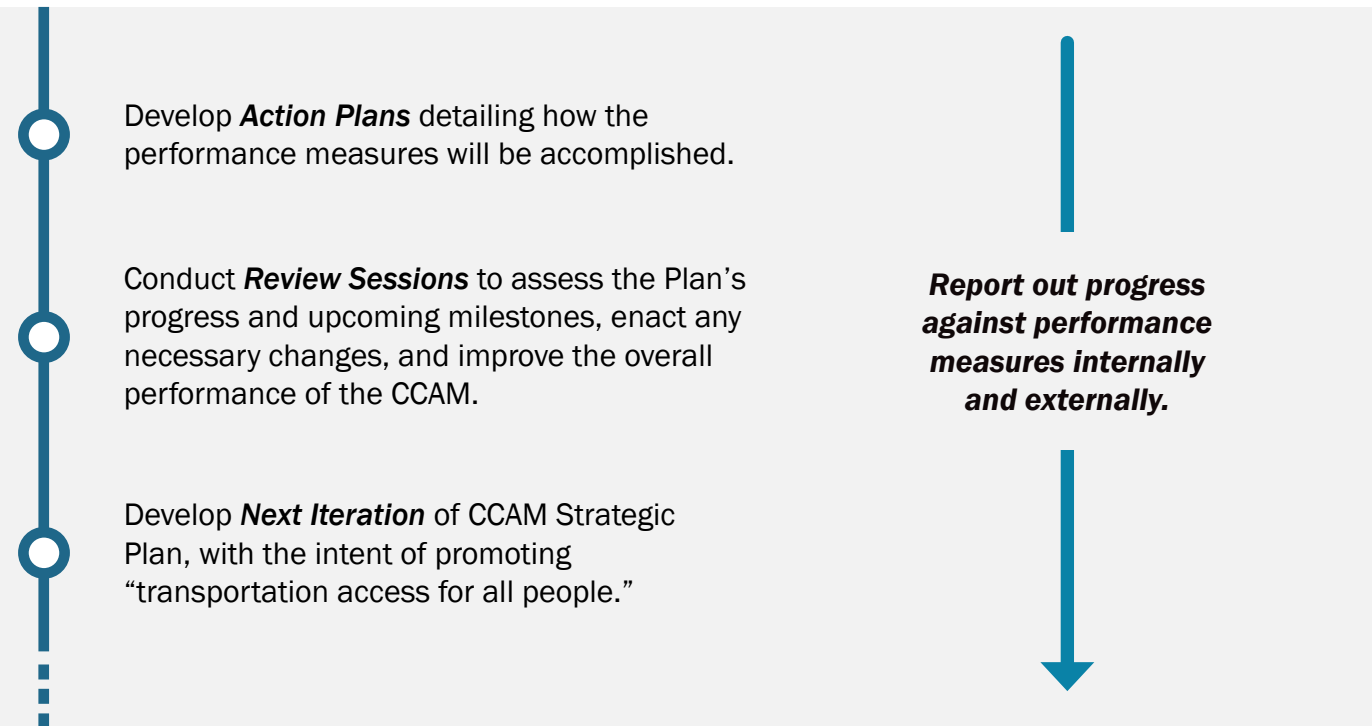 Develop Action Plans detailing how the
performance measures will be accomplished.
Conduct Review Sessions to assess the Plan’s
progress and upcoming milestones, enact any
necessary changes, and improve the overall
performance of the CCAM.
Develop Next Iteration of CCAM Strategic
Plan, with the intent of promoting
“transportation access for all people.”
Report out progress
against performance
measures internally
and externally.